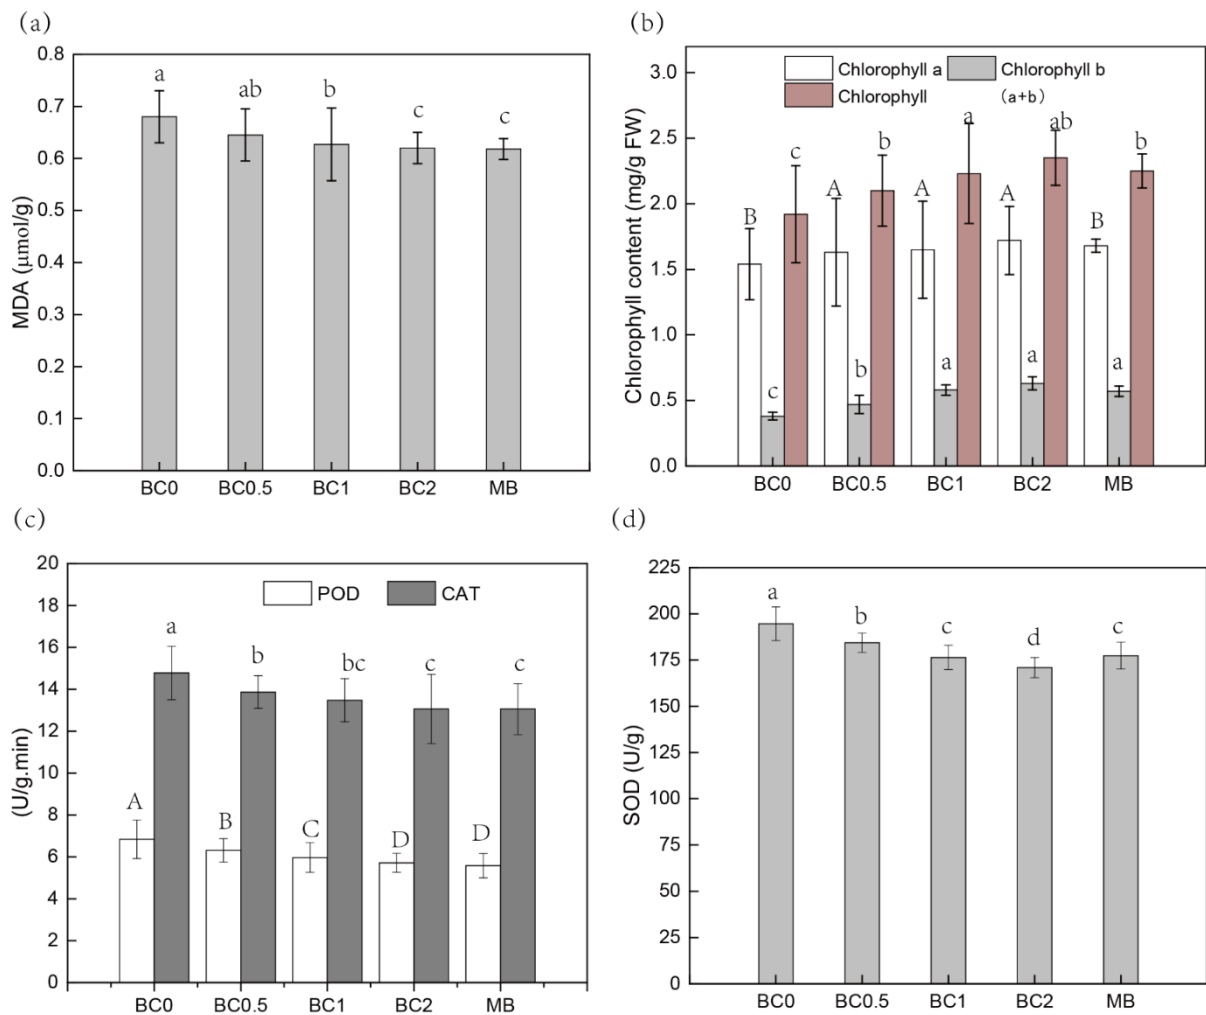 (a)
0.8
0.7
0.6
0.5
0.4
0.3
0.2
0.1
0.0
MDA (μmol/g)
a
ab
b
c
c
BC0
BC0.5
BC1
BC2
MB
(b)
3.0
2.5
2.0
1.5
1.0
0.5
0.0
Chlorophyll content (mg/g FW)
Chlorophyll a
Chlorophyll b
Chlorophyll
(a+b)
B
c
c
A
b
b
A
a
a
A
a
ab
B
a
b
BC0
BC0.5
BC1
BC2
MB
(c)
20
18
16
14
12
10
8
6
4
2
0
(U/g.min)
POD
CAT
A
a
B
b
C
bc
D
c
D
c
BC0
BC0.5
BC1
BC2
MB
(d)
225
200
175
150
125
100
75
50
25
0
SOD (U/g)
a
b
c
d
c
BC0
BC0.5
BC1
BC2
MB